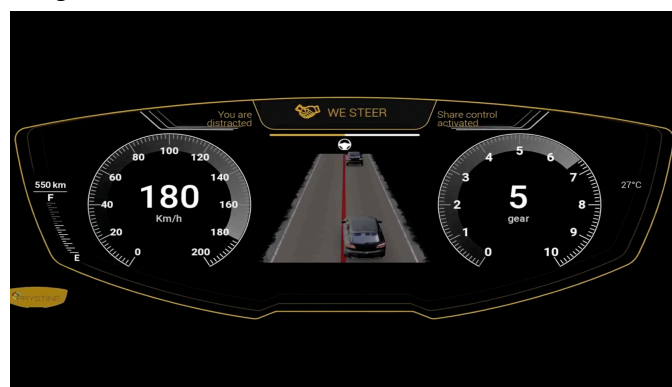 WE STEER
You are
distracted
Share control
activated
550 km
F
E
0
20
40
60
80
100
120
140
160
180
200
180
Km/h
0
1
2
3
4
5
6
7
8
9
10
5
gear
27°C
PRYSTINE